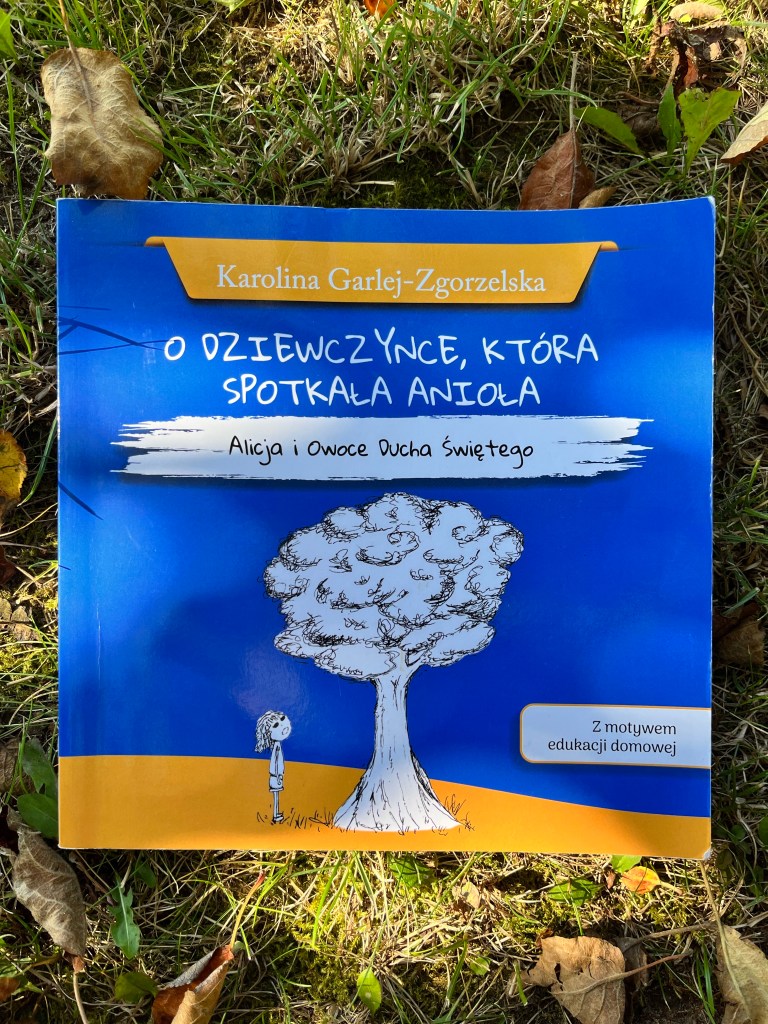 Karolina Garlej-Zgorzelska
O DZIEWCZYNCE, KTÓRA
SPOTKAŁA ANIOŁA
Alicja i Owoce Ducha Świętego
Z motywem
edukacji domowej